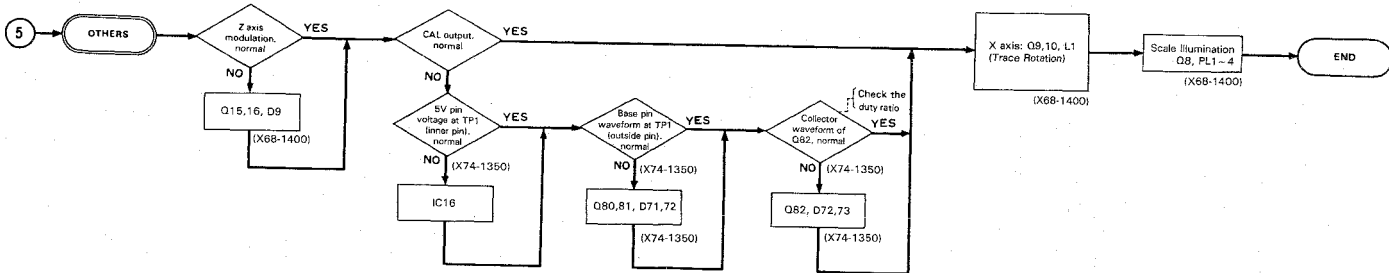 5
OTHERS
Z axis
modulation.
normal
YES
NO
Q15,16, D9
(X68-1400)
CAL output.
normal
YES
NO
5V pin
voltage at TP1
(inner pin).
normal
YES
NO
(X74-1350)
IC16
Base pin
waveform at TP1
(outside pin).
normal
YES
NO
(X74-1350)
Q80,81, D71,72
(X74-1350)
Check the
duty ratio
Collector
waveform of
Q82, normal
YES
NO
(X74-1350)
Q82, D72,73
(X74-1350)
X axis: Q9,10, L1
(Trace Rotation)
(X68-1400)
Scale Illumination
Q8, PL1~4
(X68-1400)
END